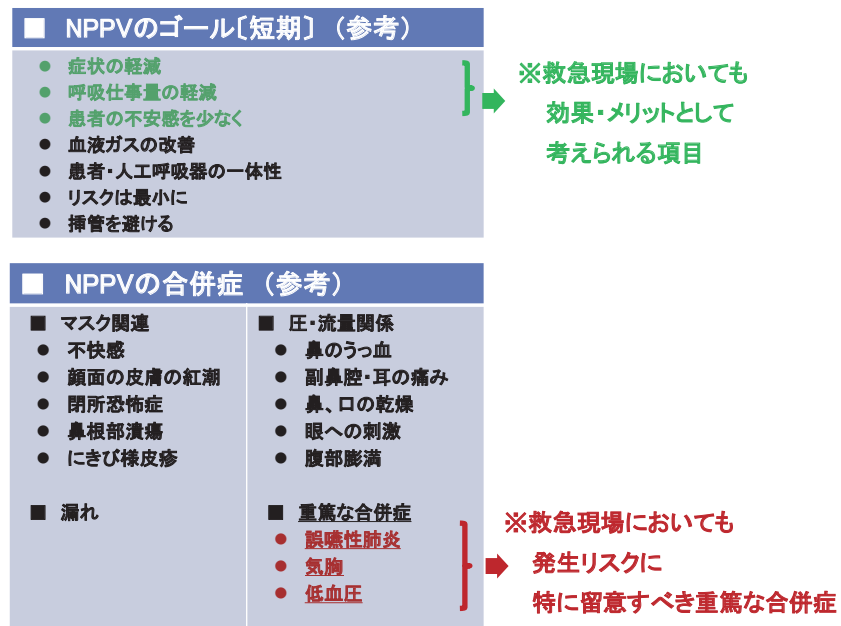 ■ NPPVのゴール〔短期〕（参考）
● 症状の軽減
● 呼吸仕事量の軽減
● 患者の不安感を少なく
● 血液ガスの改善
● 患者・人工呼吸器の一体性
● リスクは最小に
● 挿管を避ける
※救急現場においても
効果・メリットとして
考えられる項目
■ NPPVの合併症 （参考）
■ マスク関連
● 不快感
● 顔面の皮膚の紅潮
● 閉所恐怖症
● 鼻根部潰瘍
● にきび様皮疹
■ 漏れ
■ 圧・流量関係
● 鼻のうっ血
● 副鼻腔・耳の痛み
● 鼻、口の乾燥
● 眼への刺激
● 腹部膨満
■ 重篤な合併症
● 誤嚥性肺炎
● 気胸
● 低血圧
※救急現場においても
発生リスクに
特に留意すべき重篤な合併症